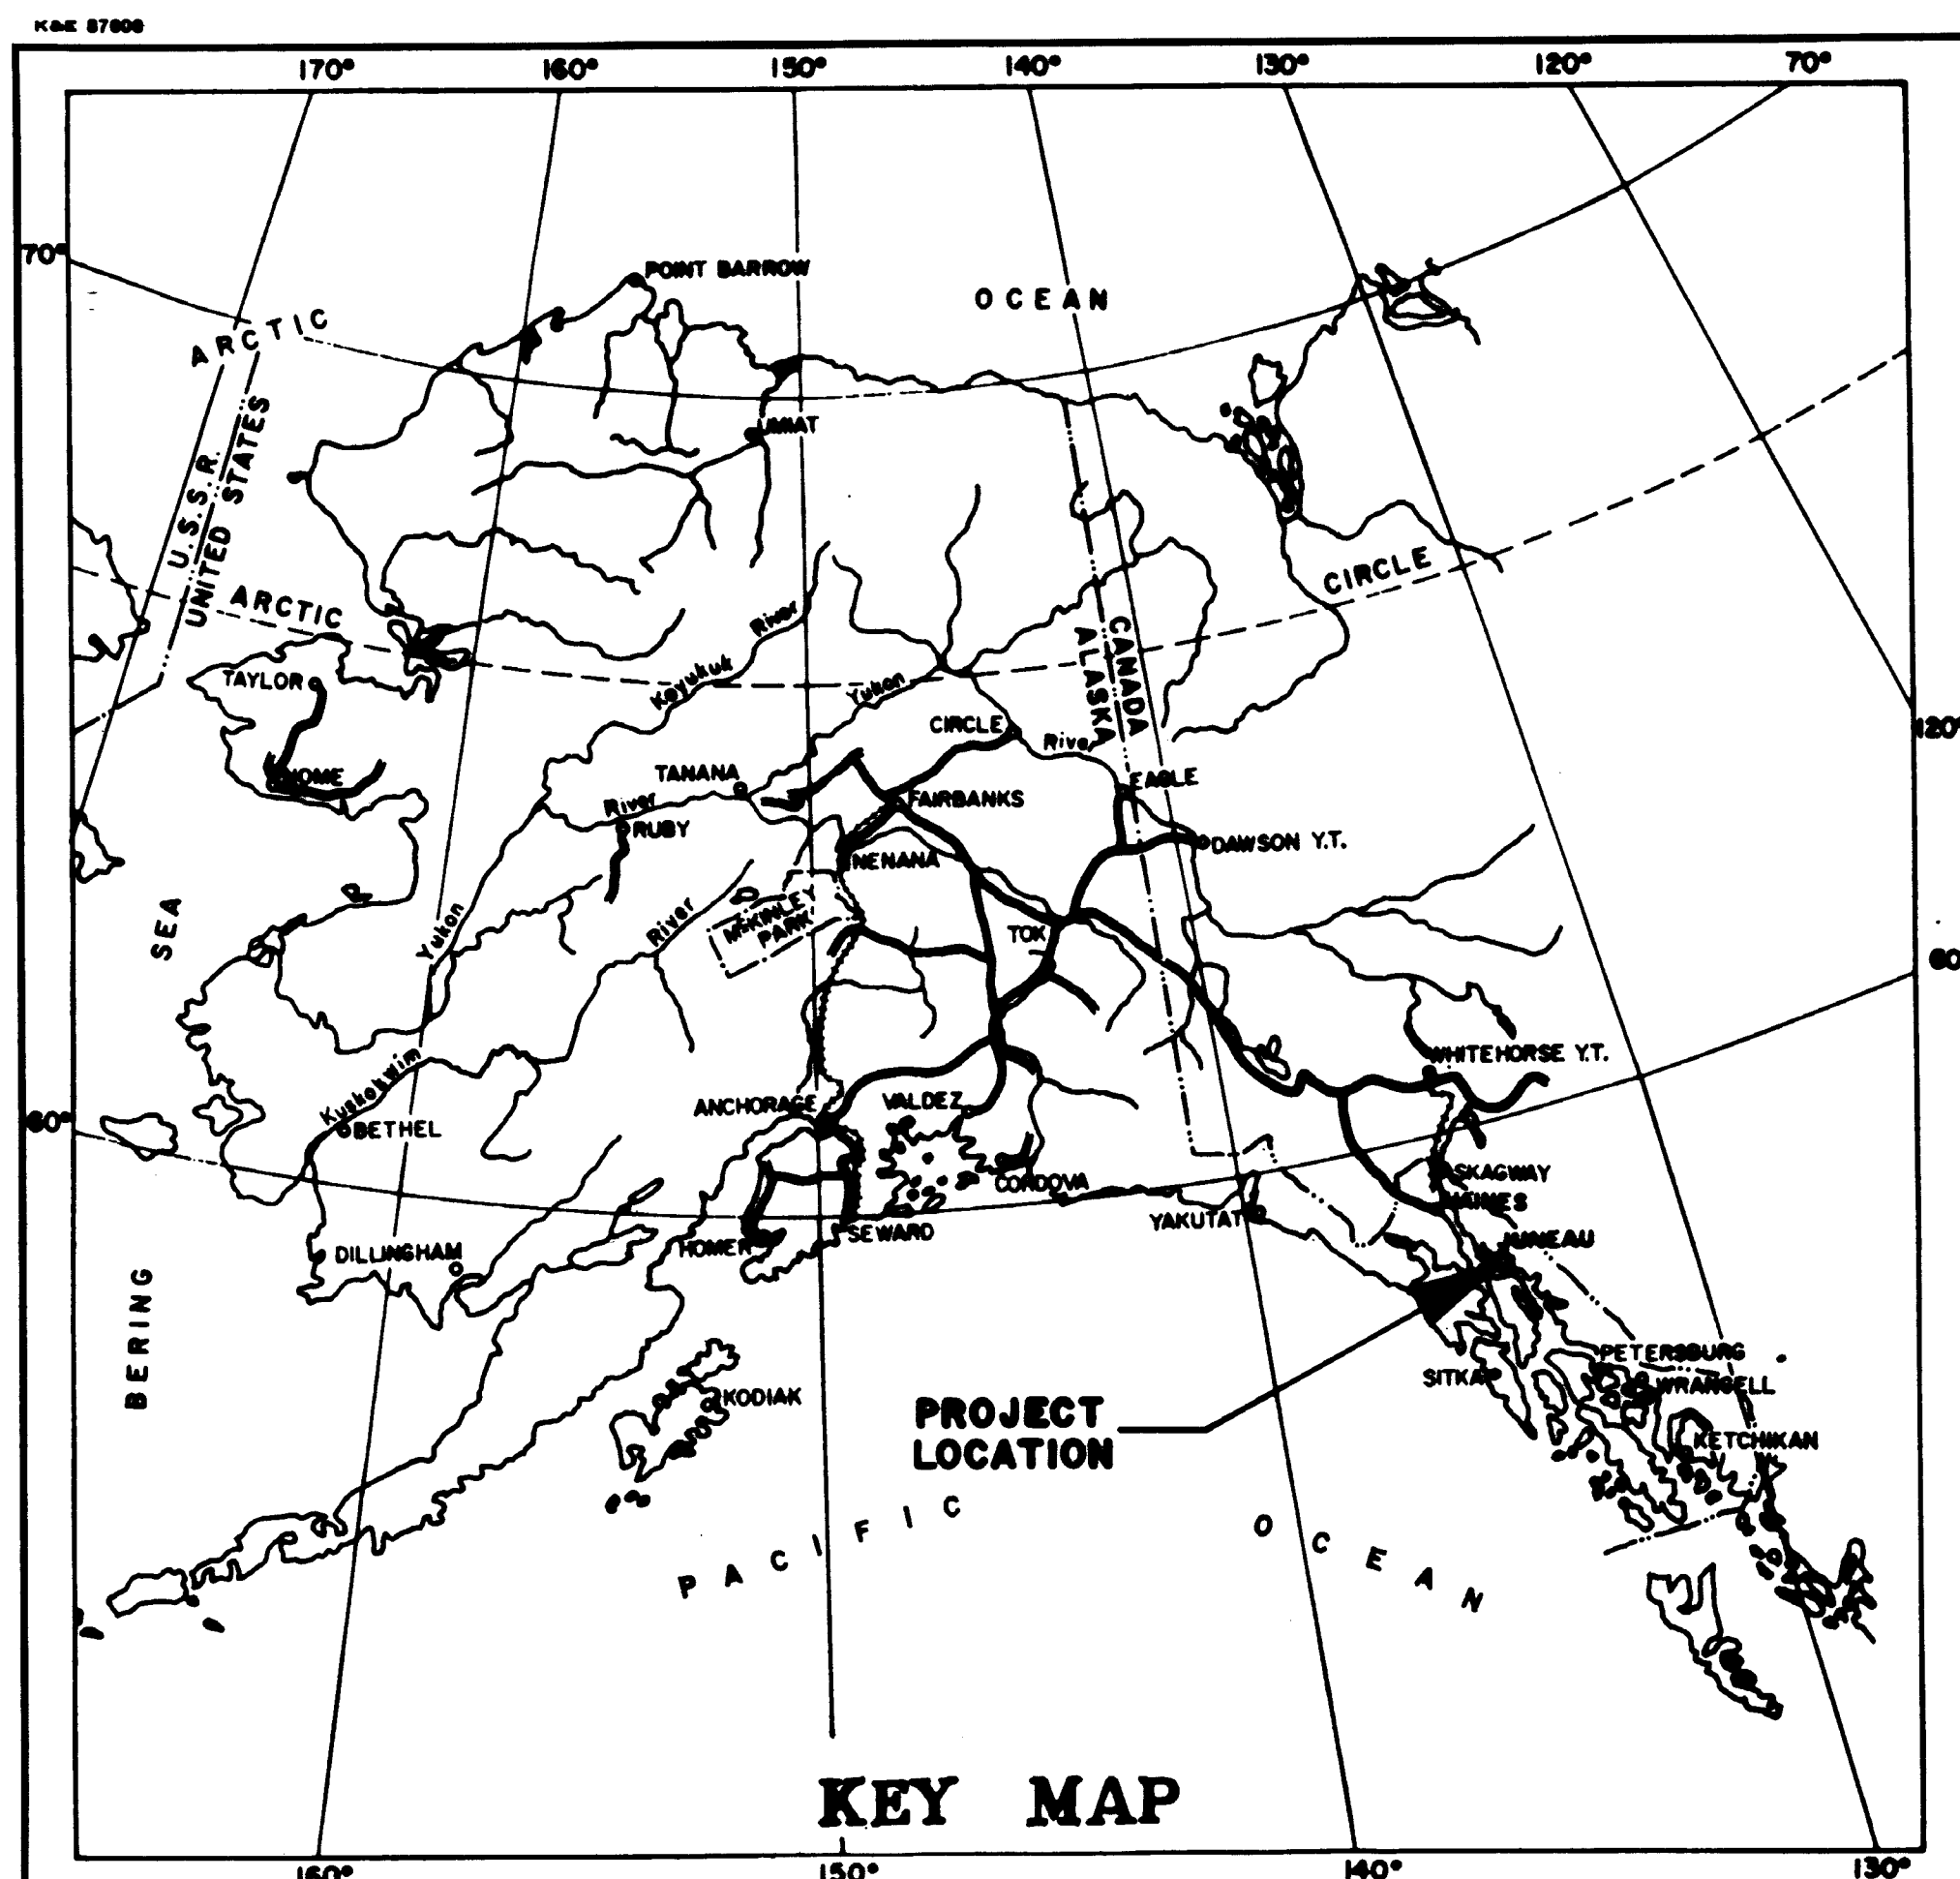 K&E 87608
170° 160° 150° 140° 130° 120° 70°
70°
POINT BARROW
OCEAN
ARCTIC
UMIAT
U.S.S.R.
UNITED STATES
ARCTIC
CIRCLE
CANADA
ALASKA
TAYLOR
Koyukuk River
Yukon
CIRCLE
River
120°
NOME
TANANA
EAGLE
River
FAIRBANKS
RUBY
DAWSON Y.T.
NENANA
McKINLEY
PARK
Yukon
River
SEA
TOK
60
WHITEHORSE Y.T.
Kuskokwim
60°
BETHEL
ANCHORAGE
VALDEZ
CORDOVA
SKAGWAY
HAINES
YAKUTAT
HOMER
SEWARD
DILLINGHAM
JUNEAU
BERING
PETERSBURG
SITKA
WRANGELL
KODIAK
PROJECT
LOCATION
KETCHIKAN
PACIFIC
OCEAN
KEY MAP
160° 150° 140° 130°